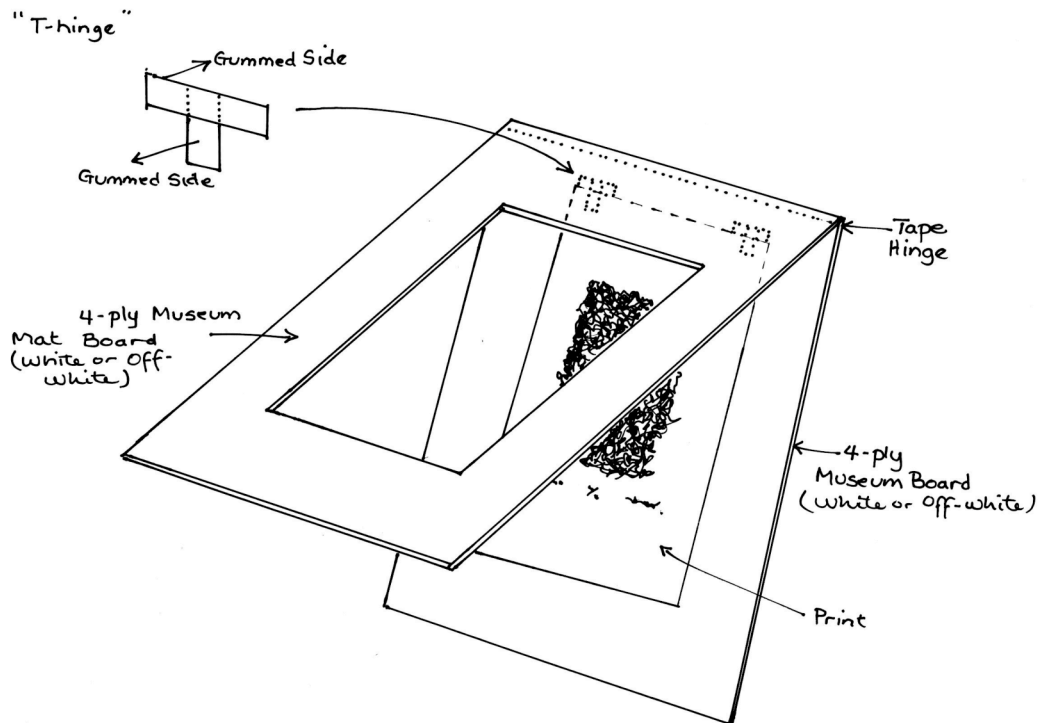 "T-hinge"
Gummed Side
Gummed Side
Tape
Hinge
4-ply Museum
Mat Board
(White or Off-
white)
4-ply
Museum Board
(White or Off-white)
Print